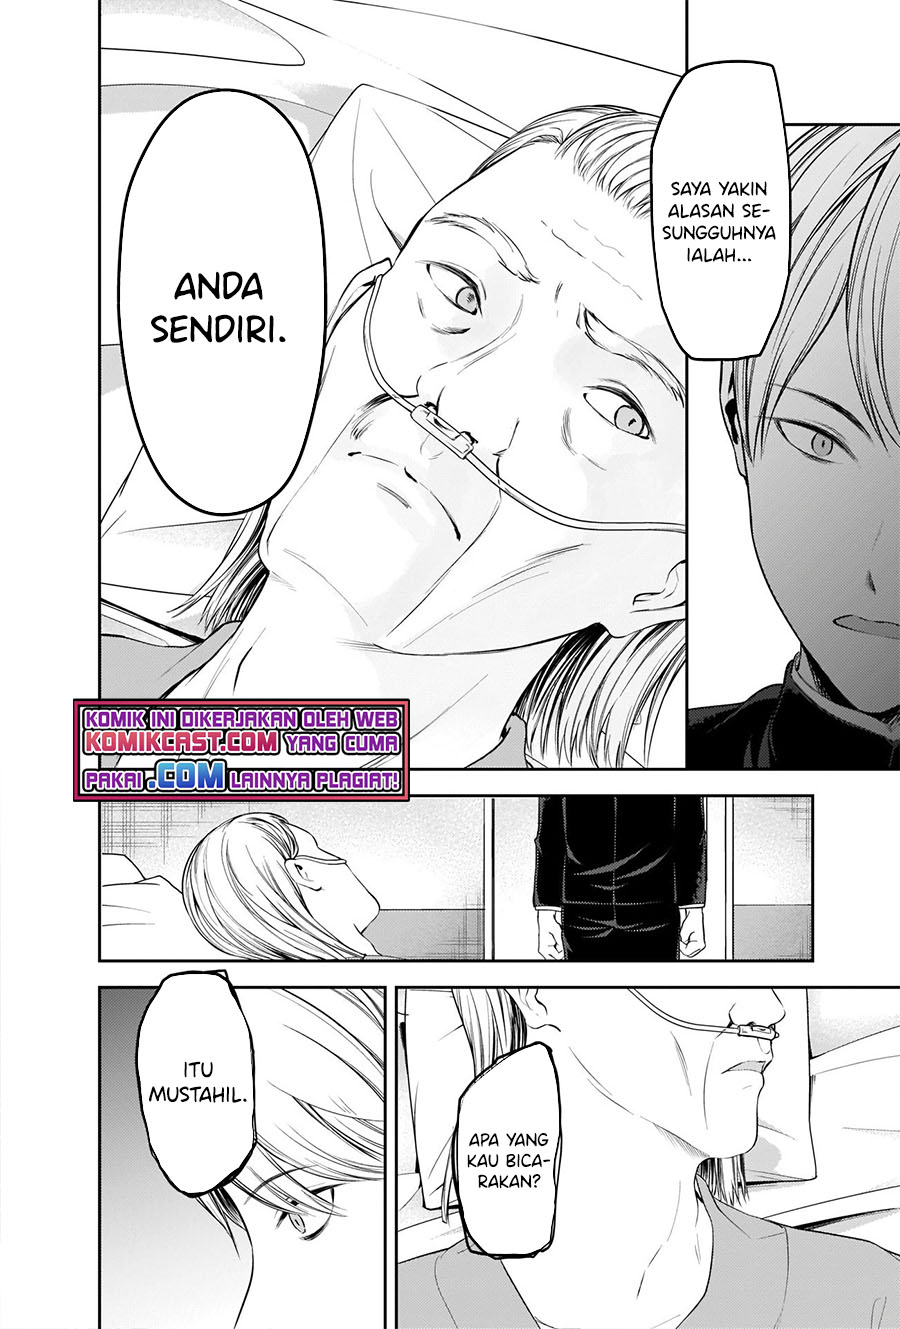 SAYA YAKIN
ALASAN SE-
SUNGGUHNYA
IALAH...
ANDA
SENDIRI.
KOMIK INI DIKERJAKAN OLEH WEB
KOMIKCAST.COM YANG CUMA
PAKAI .COM LAINNYA PLAGIAT!
APA YANG
KAU BICA-
RAKAN?
ITU
MUSTAHIL.